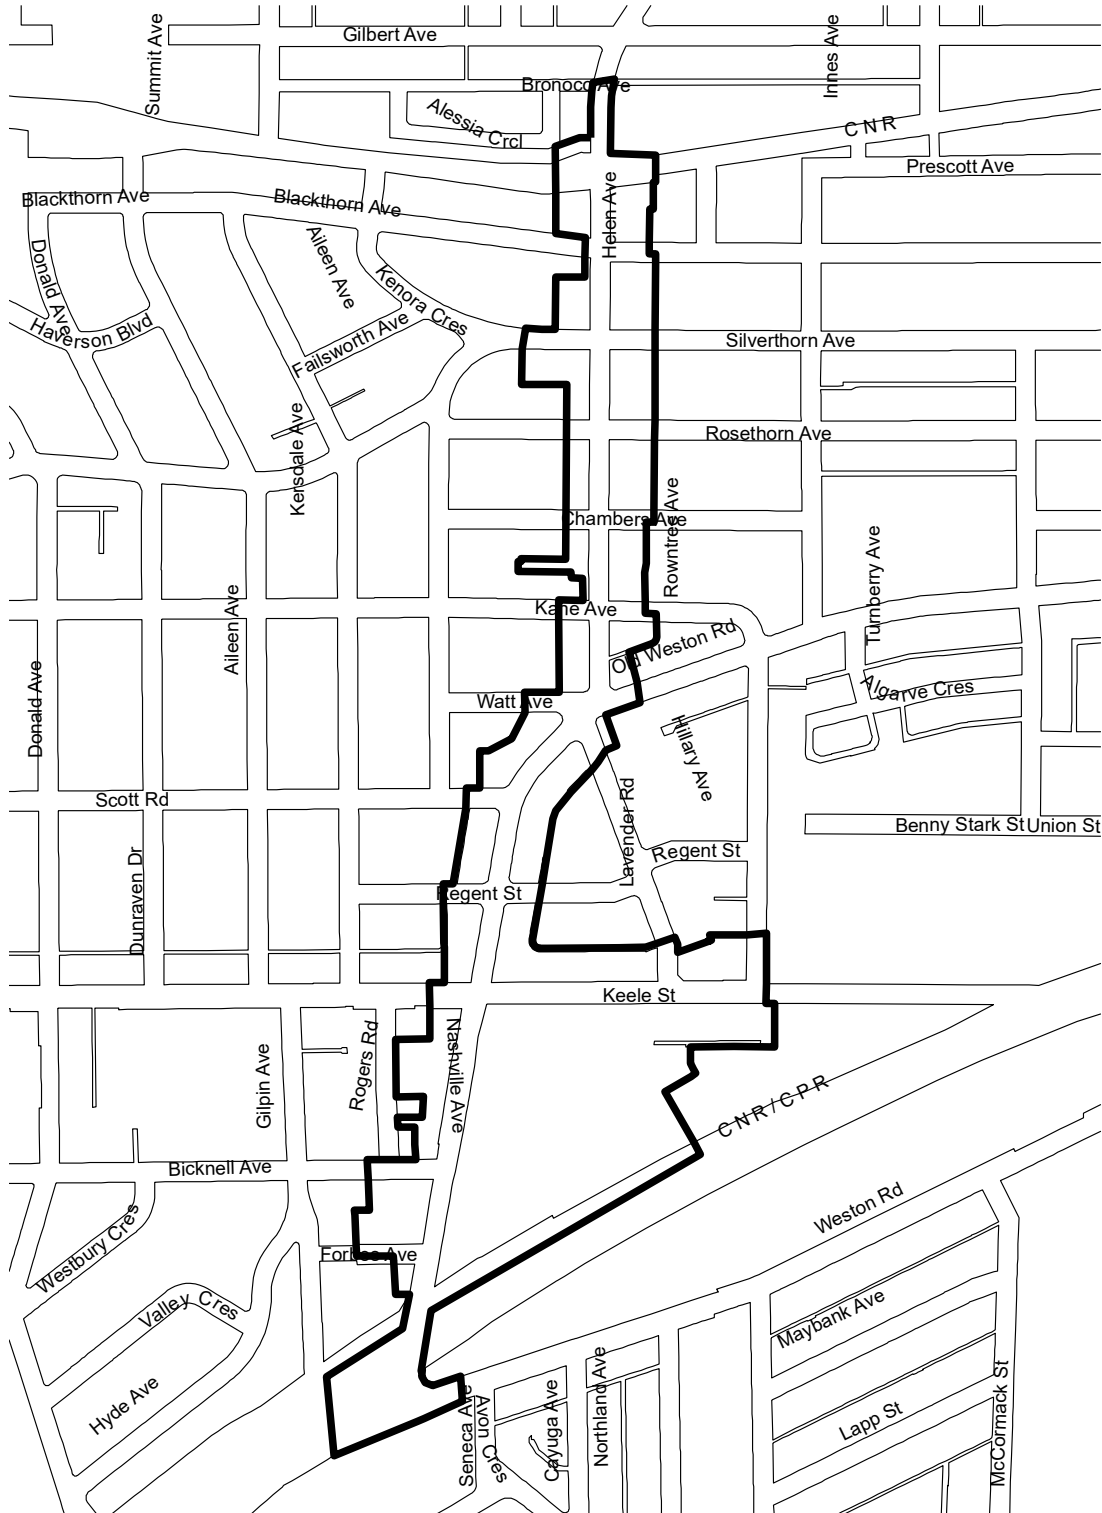 Gilbert Ave
Summit Ave
Innes Ave
Bronoco Ave
Alessia Crcl
C N R
Prescott Ave
Blackthorn Ave
Blackthorn Ave
Helen Ave
Donald Ave
Aileen Ave
Kenora Cres
Haverson Blvd
Failsworth Ave
Silverthorn Ave
Kersdale Ave
Rosethorn Ave
Chambers Ave
Rowntree Ave
Turnberry Ave
Aileen Ave
Kane Ave
Old Weston Rd
Donald Ave
Watt Ave
Algarve Cres
Hillary Ave
Scott Rd
Lavender Rd
Benny Stark St
Union St
Dunraven Dr
Regent St
Regent St
Keele St
Rogers Rd
Nashville Ave
Gilpin Ave
C N R / C P R
Bicknell Ave
Weston Rd
Westbury Cres
Forbes Ave
Valley Cres
Maybank Ave
Hyde Ave
Seneca Ave
Avon Cres
Cayuga Ave
Northland Ave
Lapp St
McCormack St